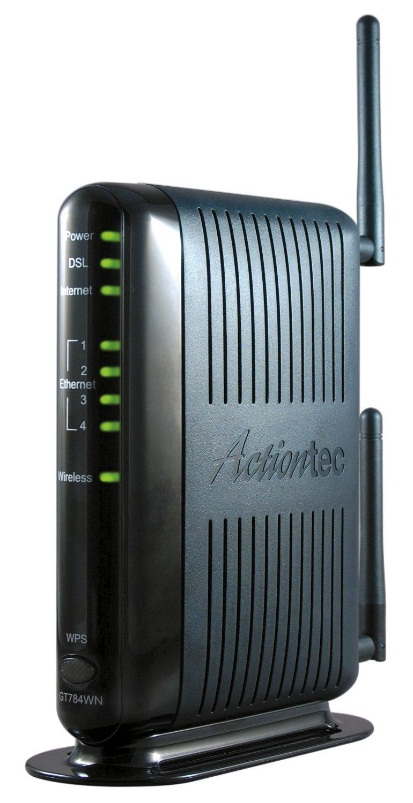 Power
DSL
Internet
1
2
Ethernet
3
4
Wireless
Actiontec
WPS
GT784WN